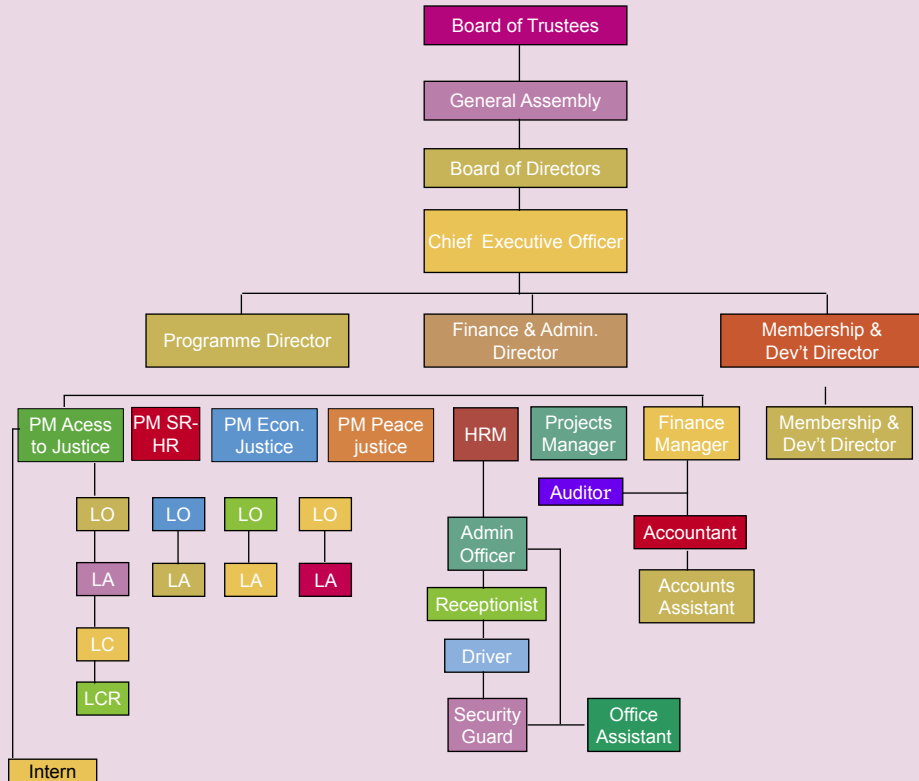 Board of Trustees
General Assembly
Board of Directors
Chief Executive Officer
Programme Director
Finance & Admin.
Director
Membership &
Dev't Director
PM Acess
to Justice
PM SR-
HR
PM Econ.
Justice
PM Peace
justice
HRM
Projects
Manager
Finance
Manager
Membership &
Dev't Director
Auditor
LO
LO
LO
LO
Admin
Officer
Accountant
LA
LA
LA
LA
Accounts
Assistant
Receptionist
LC
Driver
LCR
Security
Guard
Office
Assistant
Intern